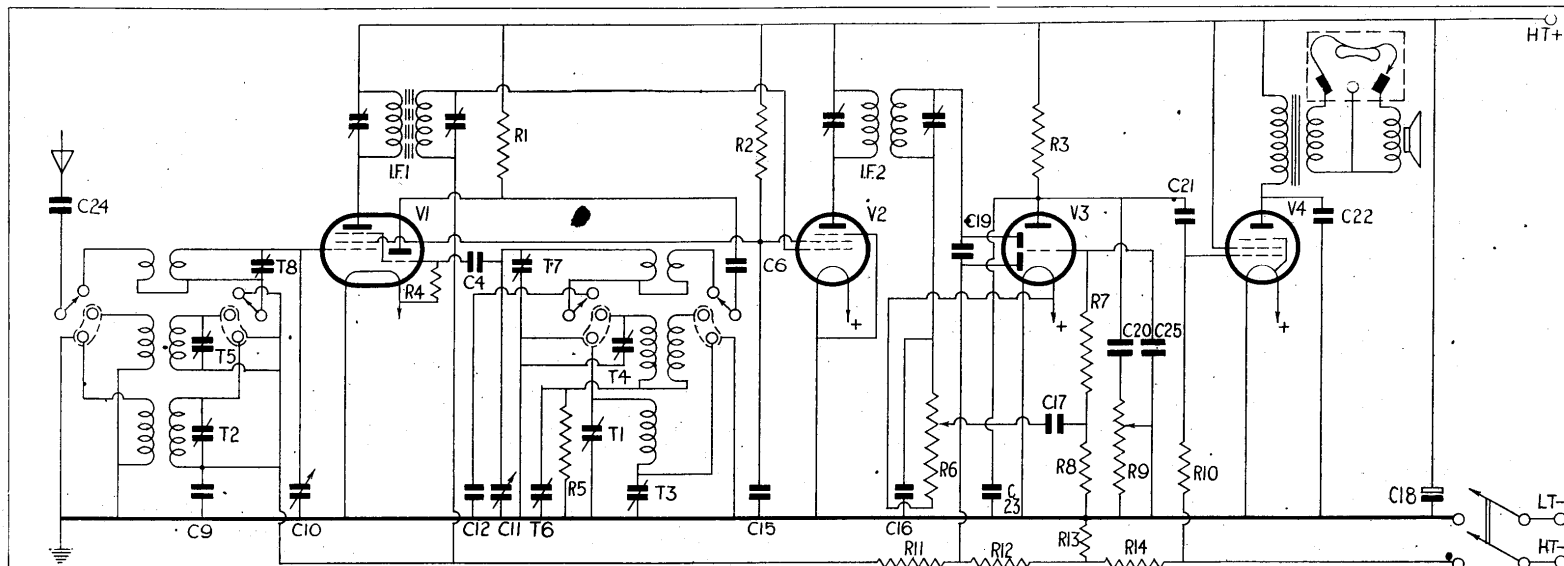 HT+
R1
R2
R3
I.F.1
I.F.2
C24
V1
V2
C19
V3
C21
V4
C22
T8
R4
C4
T7
C6
R7
+
+
+
C20
C25
T5
T4
C17
T2
T1
R6
R8
R9
R10
R5
T3
C
23
C18
C9
C10
C12
C11
T6
C15
C16
R13
LT-
HT-
R11
R12
R14